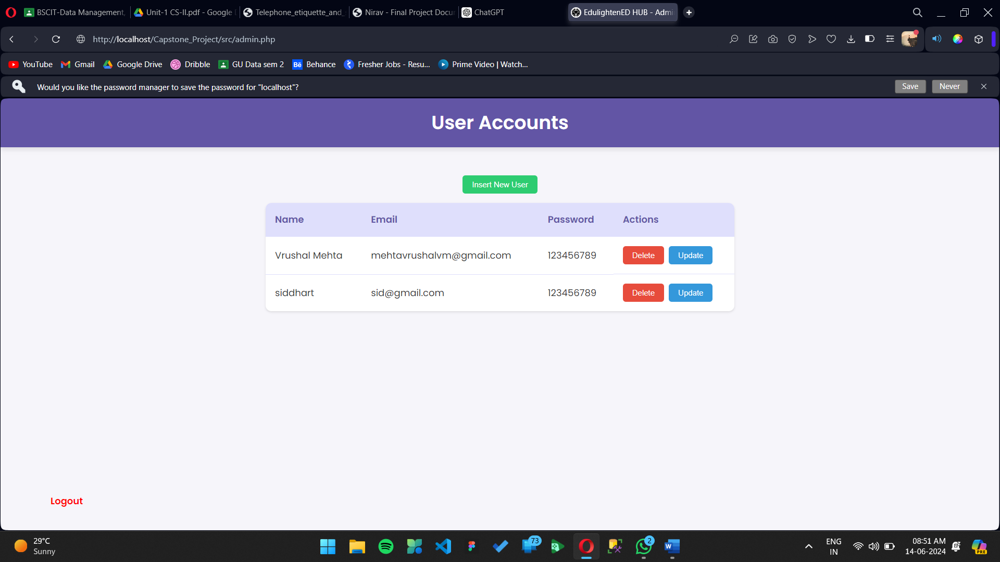 BSCIT-Data Management,
Unit-1 CS-II.pdf - Google
Telephone_etiquette_and_
Nirav - Final Project Docu
ChatGPT
EdulightenED HUB - Admi
http://localhost/Capstone_Project/src/admin.php
YouTube
Gmail
Google Drive
Dribble
GU Data sem 2
Bē
Behance
Fresher Jobs - Resu...
Prime Video | Watch...
Would you like the password manager to save the password for "localhost"?
Save
Never
User Accounts
Insert New User
Name Email Password Actions
Vrushal Mehta mehtavrushalvm@gmail.com 123456789 Delete Update
siddhart sid@gmail.com 123456789 Delete Update
Logout
29°C
Sunny
73
2
W
ENG
IN
08:51 AM
14-06-2024
PRE